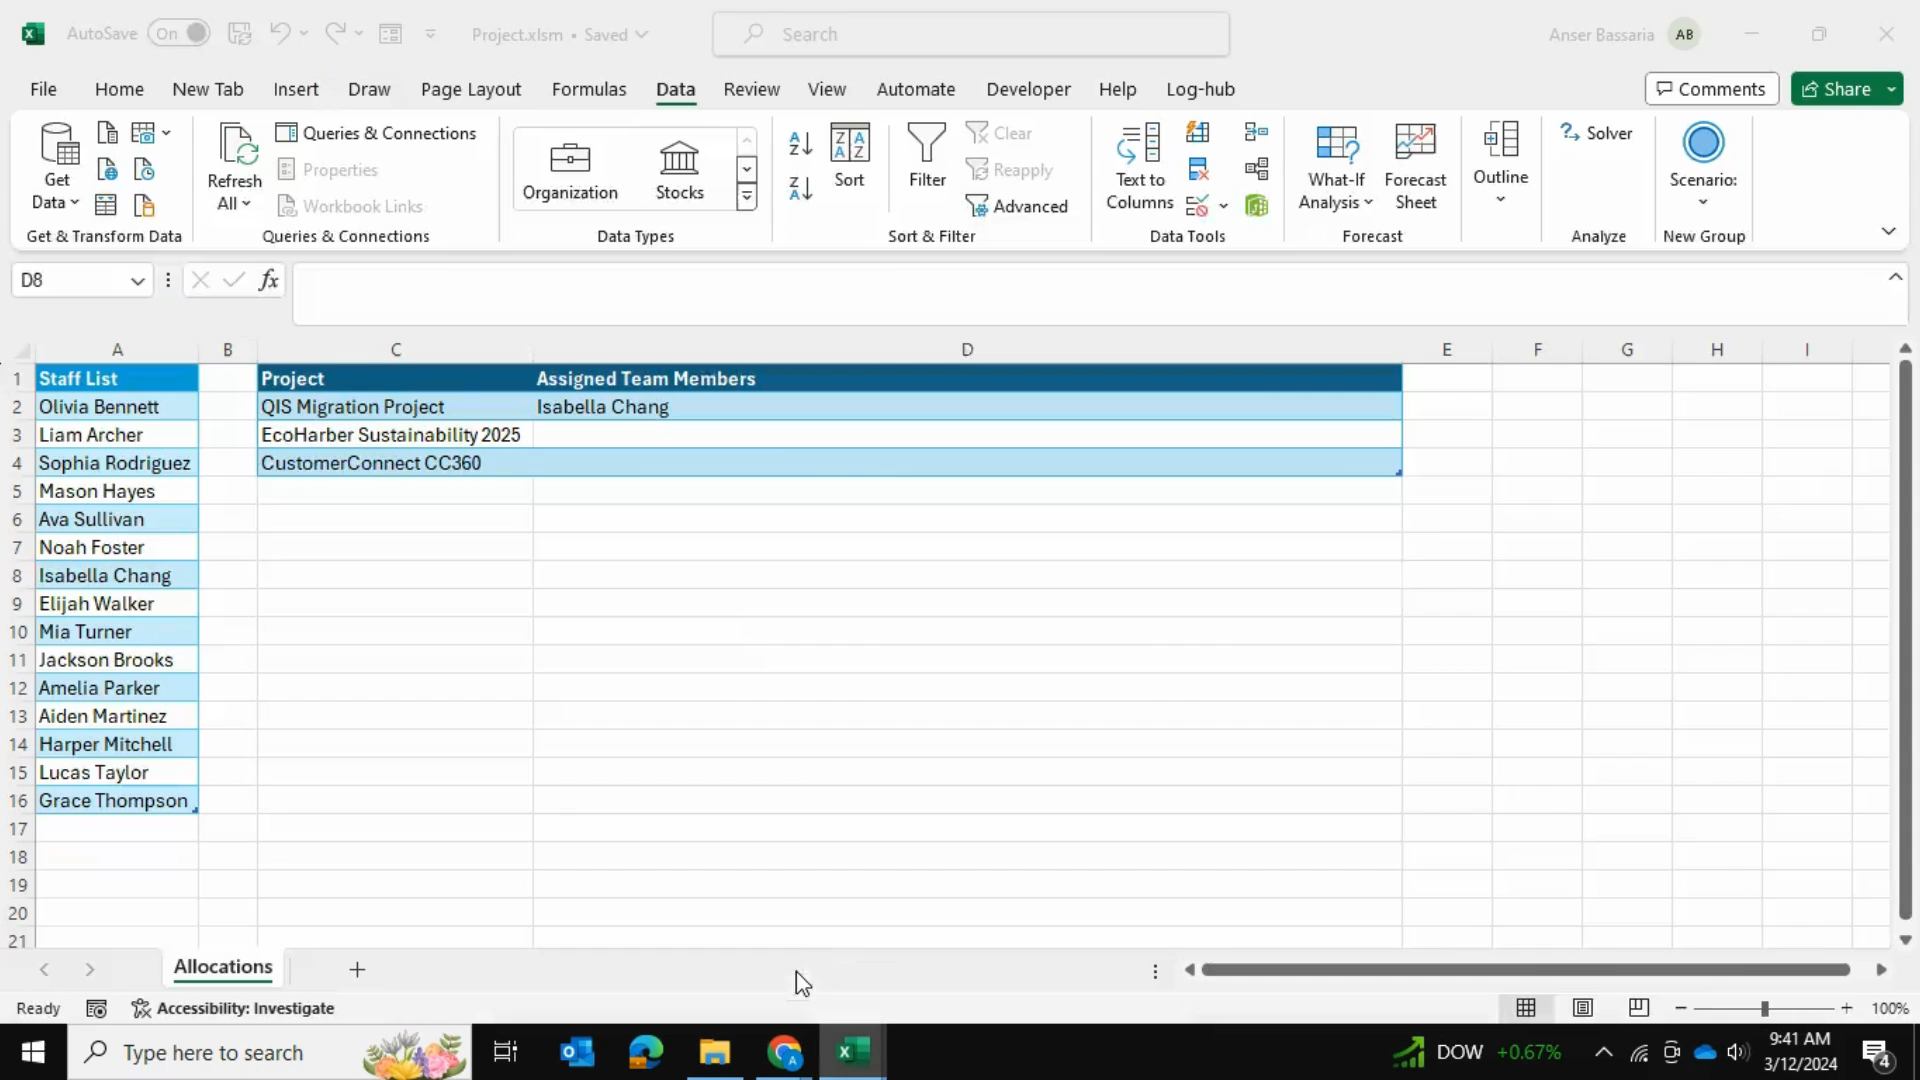 AutoSave On Project.xlsm • Saved Search Anser Bassaria AB
File Home New Tab Insert Draw Page Layout Formulas Data Review View Automate Developer Help Log-hub Comments Share
Get Data
Refresh All
Queries & Connections
Properties
Workbook Links
Organization
Stocks
Sort
Filter
Clear
Reapply
Advanced
Text to Columns
What-If Analysis
Forecast Sheet
Outline
Solver
Scenario:
Get & Transform Data Queries & Connections Data Types Sort & Filter Data Tools Forecast Analyze New Group
D8 fx
A B C D E F G H I
1 Staff List Project Assigned Team Members
2 Olivia Bennett QIS Migration Project Isabella Chang
3 Liam Archer EcoHarber Sustainability 2025
4 Sophia Rodriguez CustomerConnect CC360
5 Mason Hayes
6 Ava Sullivan
7 Noah Foster
8 Isabella Chang
9 Elijah Walker
10 Mia Turner
11 Jackson Brooks
12 Amelia Parker
13 Aiden Martinez
14 Harper Mitchell
15 Lucas Taylor
16 Grace Thompson
17
18
19
20
21
Allocations
Ready Accessibility: Investigate 100%
Type here to search DOW +0.67% 9:41 AM
3/12/2024 4